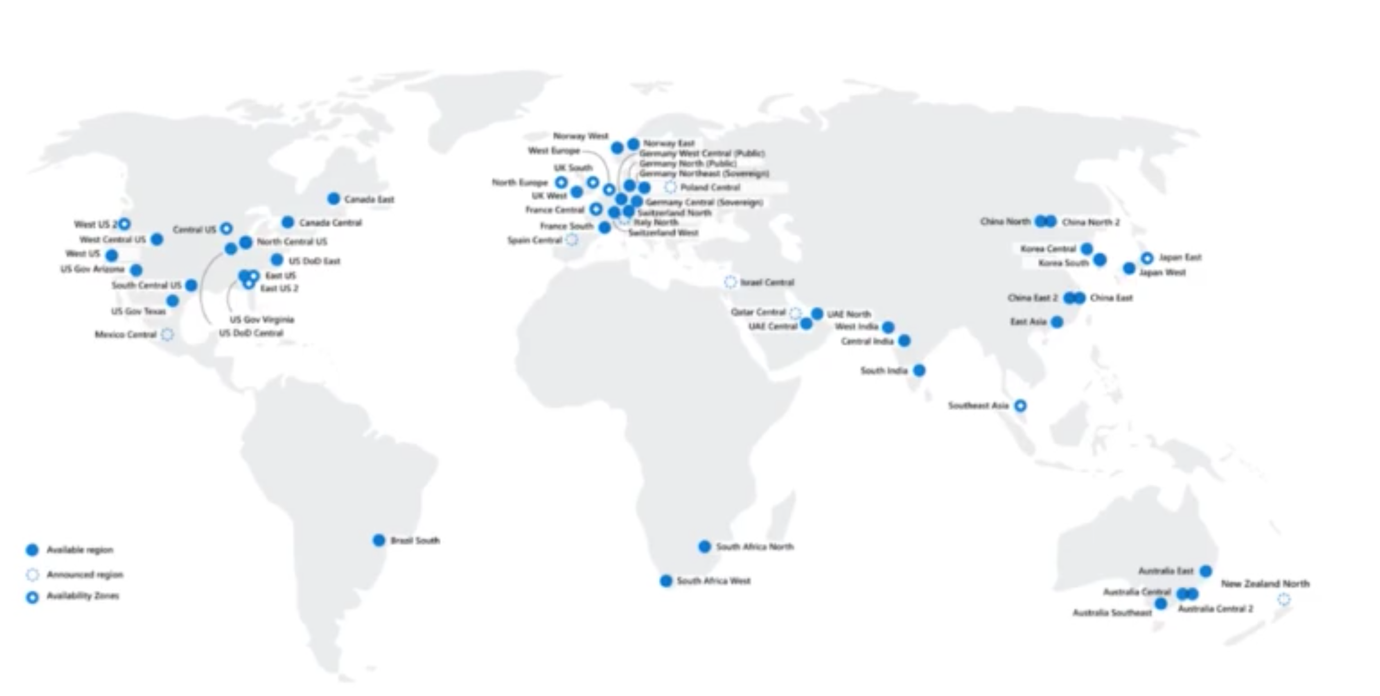 Norway West
Norway East
West Europe
Germany West Central (Public)
Germany North (Public)
UK South
Germany Northeast (Sovereign)
North Europe
Poland Central
UK West
Canada East
Germany Central (Sovereign)
France Central
Switzerland North
West US 2
Central US
Canada Central
Italy North
China North
China North 2
France South
Switzerland West
West Central US
North Central US
Spain Central
West US
US DoD East
Korea Central
Japan East
US Gov Arizona
Korea South
Japan West
East US
South Central US
East US 2
Israel Central
China East 2
China East
US Gov Texas
US Gov Virginia
Qatar Central
UAE North
East Asia
UAE Central
West India
Mexico Central
US DoD Central
Central India
South India
Southeast Asia
Brazil South
South Africa North
Available region
Announced region
Australia East
South Africa West
New Zealand North
Availability Zones
Australia Central
Australia Southeast
Australia Central 2